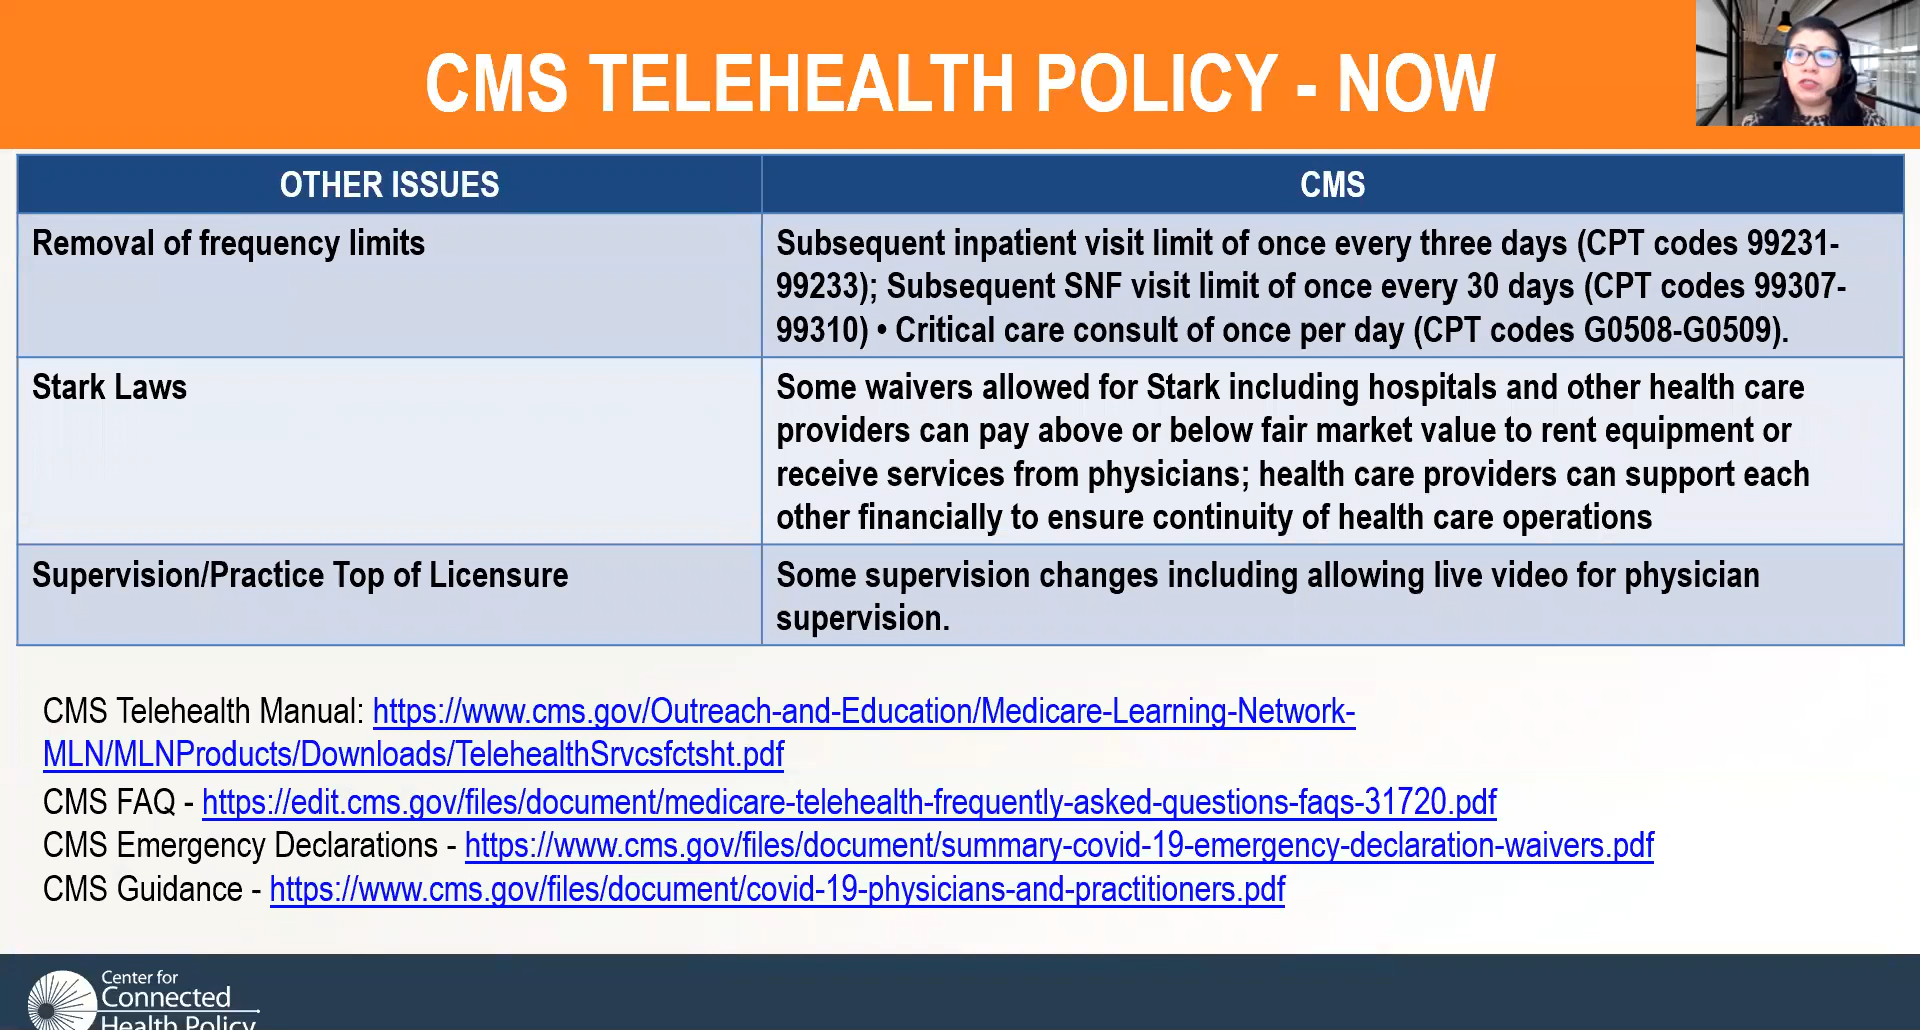 CMS TELEHEALTH POLICY - NOW
OTHER ISSUES
CMS
Removal of frequency limits
Subsequent inpatient visit limit of once every three days (CPT codes 99231-
99233); Subsequent SNF visit limit of once every 30 days (CPT codes 99307-
99310) • Critical care consult of once per day (CPT codes G0508-G0509).
Stark Laws
Some waivers allowed for Stark including hospitals and other health care
providers can pay above or below fair market value to rent equipment or
receive services from physicians; health care providers can support each
other financially to ensure continuity of health care operations
Supervision/Practice Top of Licensure
Some supervision changes including allowing live video for physician
supervision.
CMS Telehealth Manual: https://www.cms.gov/Outreach-and-Education/Medicare-Learning-Network-
MLN/MLNProducts/Downloads/TelehealthSrvcsfctsht.pdf
CMS FAQ - https://edit.cms.gov/files/document/medicare-telehealth-frequently-asked-questions-faqs-31720.pdf
CMS Emergency Declarations - https://www.cms.gov/files/document/summary-covid-19-emergency-declaration-waivers.pdf
CMS Guidance - https://www.cms.gov/files/document/covid-19-physicians-and-practitioners.pdf
Center for
Connected
Health Policy